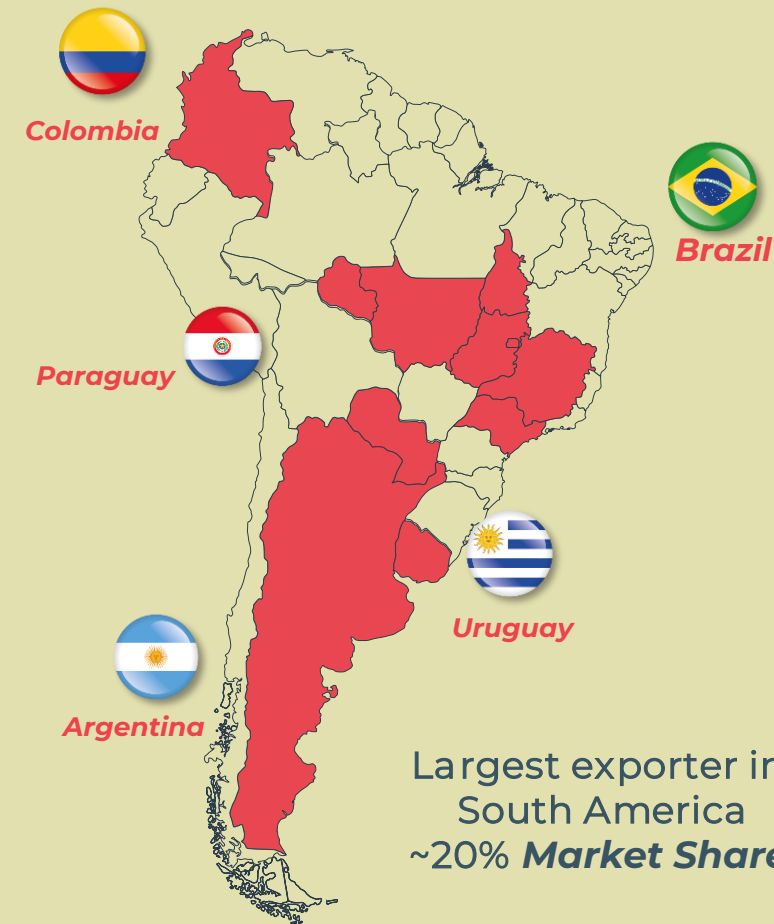 Colombia
Brazil
Paraguay
Uruguay
Argentina
Largest exporter in
South America
~20% Market Share